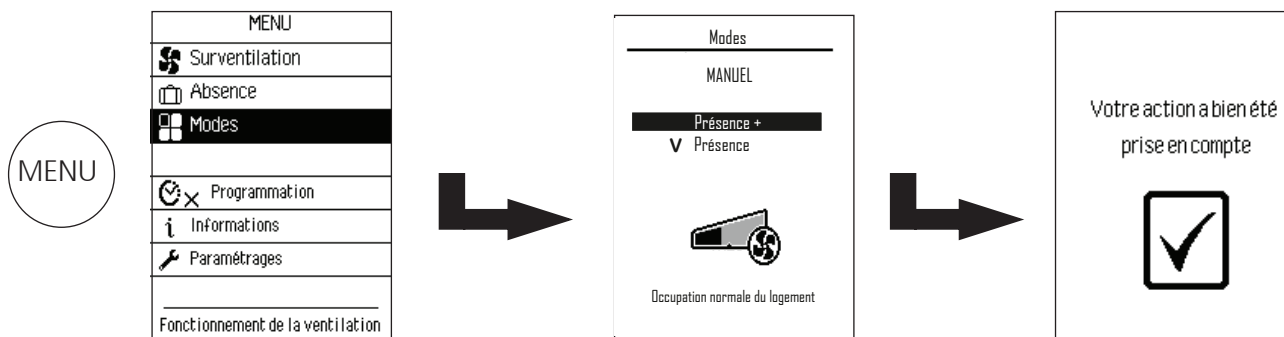 MENU
MENU
Surventilation
Absence
Modes
Programmation
Informations
Paramétrages
Fonctionnement de la ventilation
Modes
MANUEL
Présence +
V Présence
Occupation normale du logement
Votre action a bien été
prise en compte